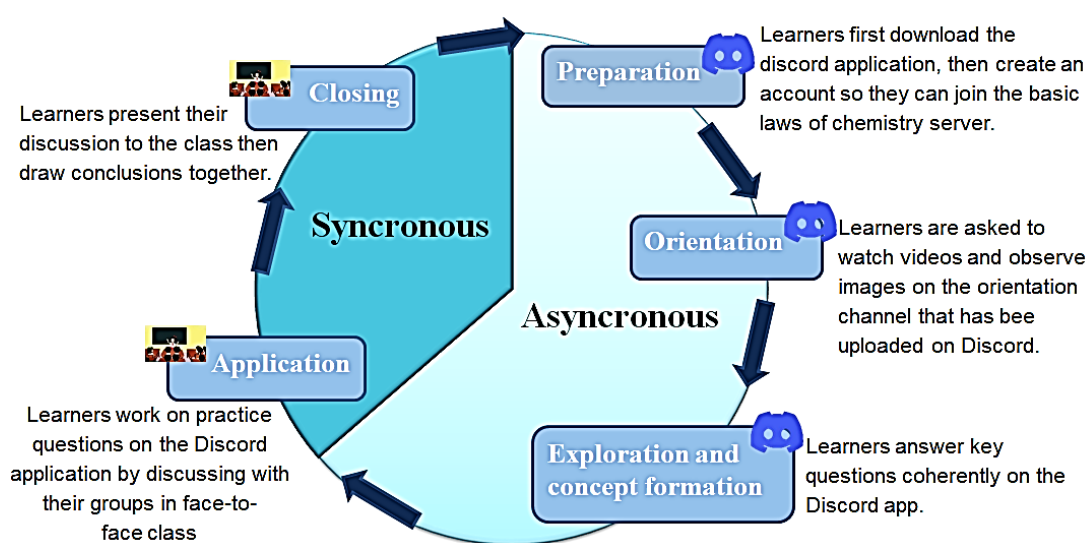 Preparation
Learners first download the
discord application, then create an
account so they can join the basic
laws of chemistry server.
Orientation
Learners are asked to
watch videos and observe
images on the orientation
channel that has bee
uploaded on Discord.
Asyncronous
Exploration and
concept formation
Learners answer key
questions coherently on the
Discord app.
Application
Learners work on practice
questions on the Discord
application by discussing with
their groups in face-to-
face class
Syncronous
Closing
Learners present their
discussion to the class then
draw conclusions together.